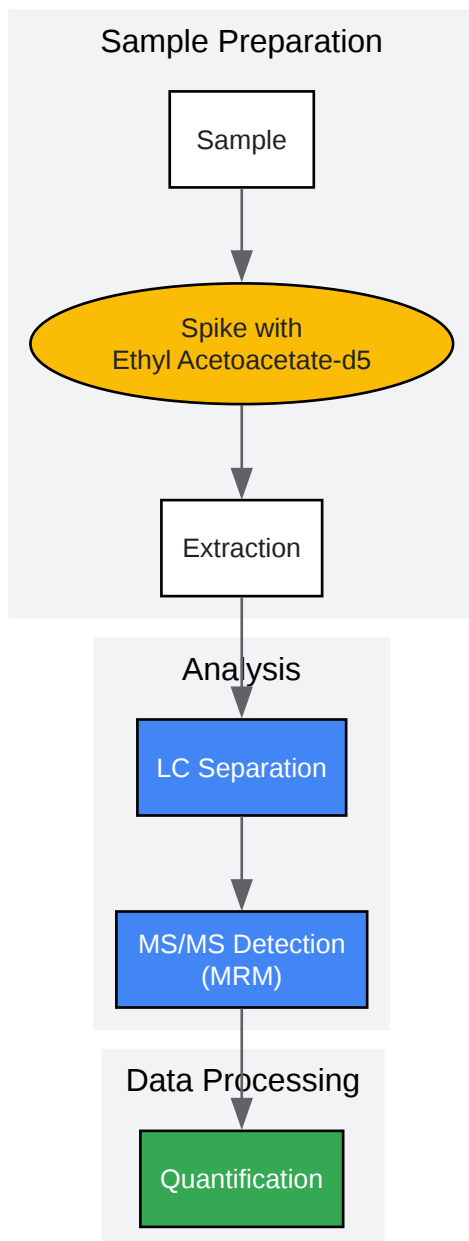 Sample Preparation
Sample
Spike with
Ethyl Acetoacetate-d5
Extraction
Analysis
LC Separation
MS/MS Detection
(MRM)
Data Processing
Quantification